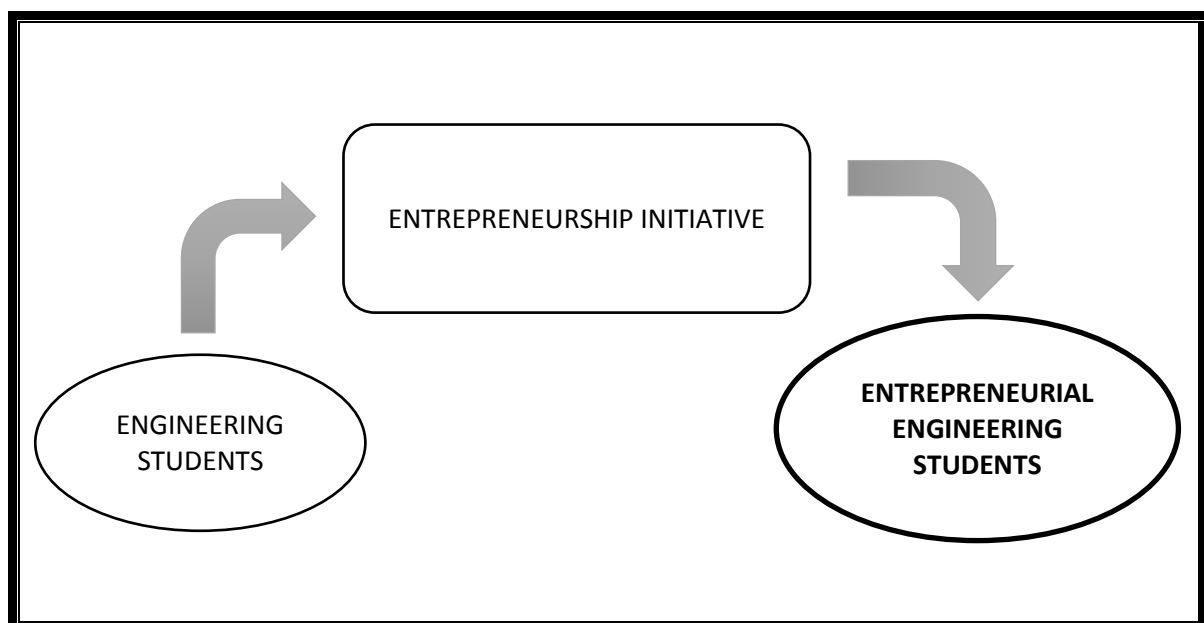 ENTREPRENEURSHIP INITIATIVE
ENGINEERING
STUDENTS
ENTREPRENEURIAL
ENGINEERING
STUDENTS